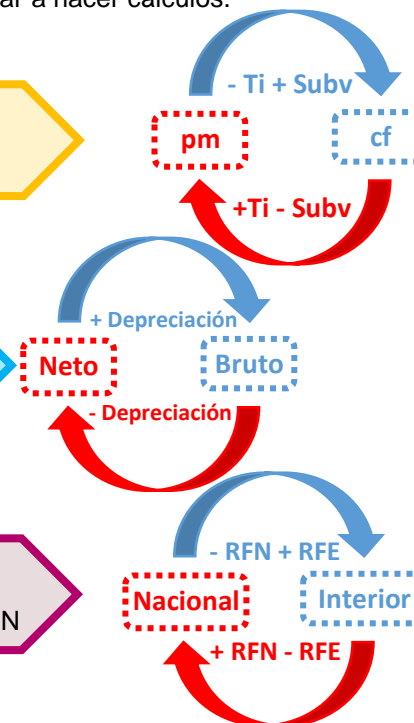 ar a hacer cálculos:
- Ti + Subv
pm
cf
+Ti - Subv
+ Depreciación
Neto
Bruto
- Depreciación
- RFN + RFE
Nacional
Interior
N
+ RFN - RFE